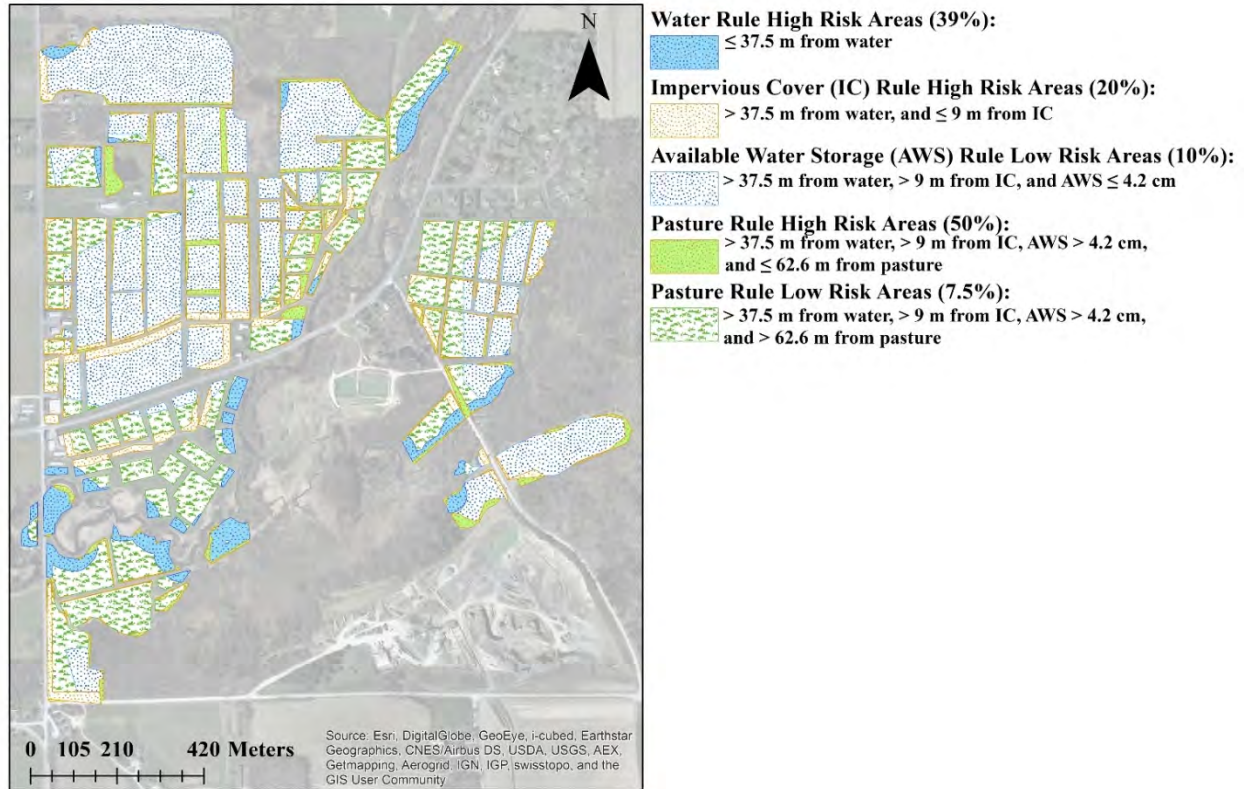 N
0 105 210 420 Meters
Source: Esri, DigitalGlobe, GeoEye, i-cubed, Earthstar
Geographics, CNES/Airbus DS, USDA, USGS, AEX,
Getmapping, Aerogrid, IGN, IGP, swisstopo, and the
GIS User Community
Water Rule High Risk Areas (39%):
≤ 37.5 m from water
Impervious Cover (IC) Rule High Risk Areas (20%):
> 37.5 m from water, and ≤ 9 m from IC
Available Water Storage (AWS) Rule Low Risk Areas (10%):
> 37.5 m from water, > 9 m from IC, and AWS ≤ 4.2 cm
Pasture Rule High Risk Areas (50%):
> 37.5 m from water, > 9 m from IC, AWS > 4.2 cm,
and ≤ 62.6 m from pasture
Pasture Rule Low Risk Areas (7.5%):
> 37.5 m from water, > 9 m from IC, AWS > 4.2 cm,
and > 62.6 m from pasture